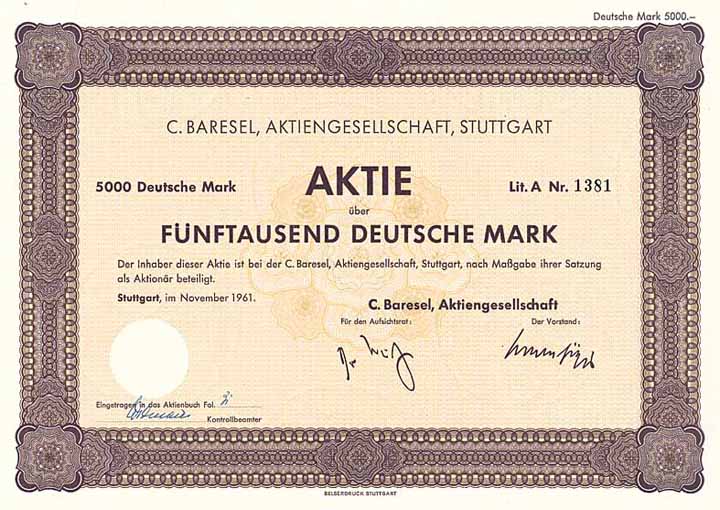 Deutsche Mark 5000.–
C. BARESEL, AKTIENGESELLSCHAFT, STUTTGART
5000 Deutsche Mark AKTIE Lit. A Nr. 1381
über
FÜNFTAUSEND DEUTSCHE MARK
Der Inhaber dieser Aktie ist bei der C. Baresel, Aktiengesellschaft, Stuttgart, nach Maßgabe ihrer Satzung
als Aktionär beteiligt.
Stuttgart, im November 1961.
C. Baresel, Aktiengesellschaft
Für den Aufsichtsrat: Der Vorstand:
Eingetragen in das Aktienbuch Fol.
Kontrollbeamter
BELSERDRUCK STUTTGART